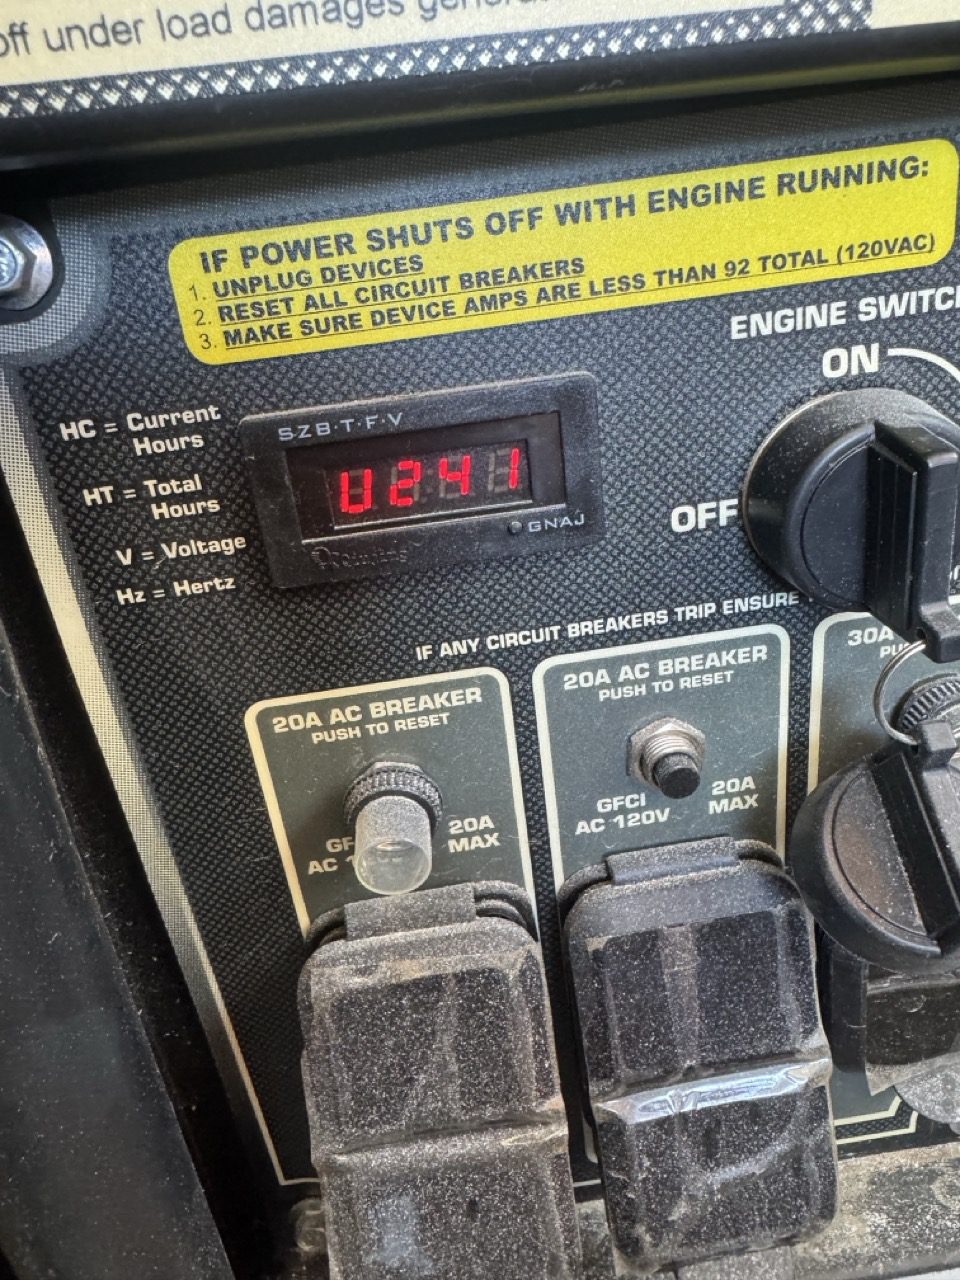 off under load damages
IF POWER SHUTS OFF WITH ENGINE RUNNING:
1. UNPLUG DEVICES
2. RESET ALL CIRCUIT BREAKERS
3. MAKE SURE DEVICE AMPS ARE LESS THAN 92 TOTAL (120VAC)
ENGINE SWITCH
ON
OFF
HC = Current
Hours
HT = Total
Hours
V = Voltage
Hz = Hertz
SZB·T·F·V
U241
GNAJ
IF ANY CIRCUIT BREAKERS TRIP ENSURE
20A AC BREAKER
PUSH TO RESET
20A
MAX
AC
20A AC BREAKER
PUSH TO RESET
GFCI
AC 120V
20A
MAX
30A